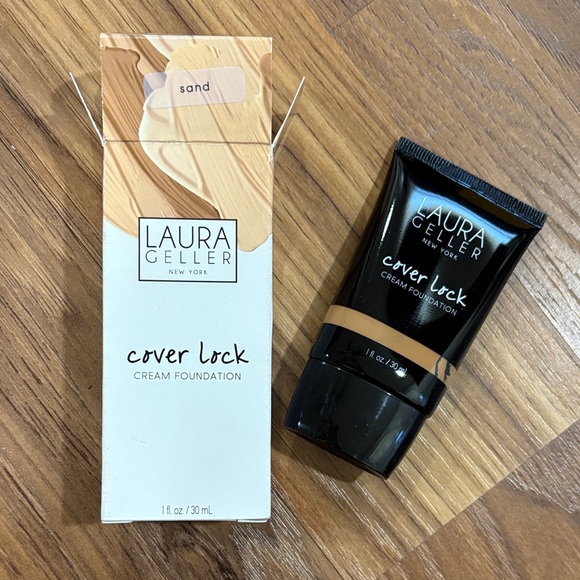 sand
LAURA
GELLER
NEW YORK
cover lock
CREAM FOUNDATION
1 fl. oz. / 30 mL
LAURA
GELLER
NEW YORK
cover lock
CREAM FOUNDATION
1 fl. oz. / 30 mL